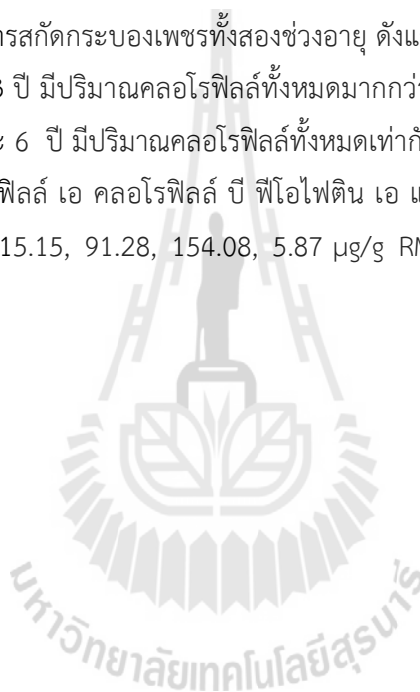 ารสกัดกระบองเพชรทั้งสองช่วงอายุ ดังแ
3 ปี มีปริมาณคลอโรฟิลล์ทั้งหมดมากกว่า
ะ 6 ปี มีปริมาณคลอโรฟิลล์ทั้งหมดเท่ากั
ฟิลล์ เอ คลอโรฟิลล์ บี ฟีโอไฟติน เอ แ
15.15, 91.28, 154.08, 5.87 µg/g RM
มหาวิทยาลัยเทคโนโลยีสุรนารี